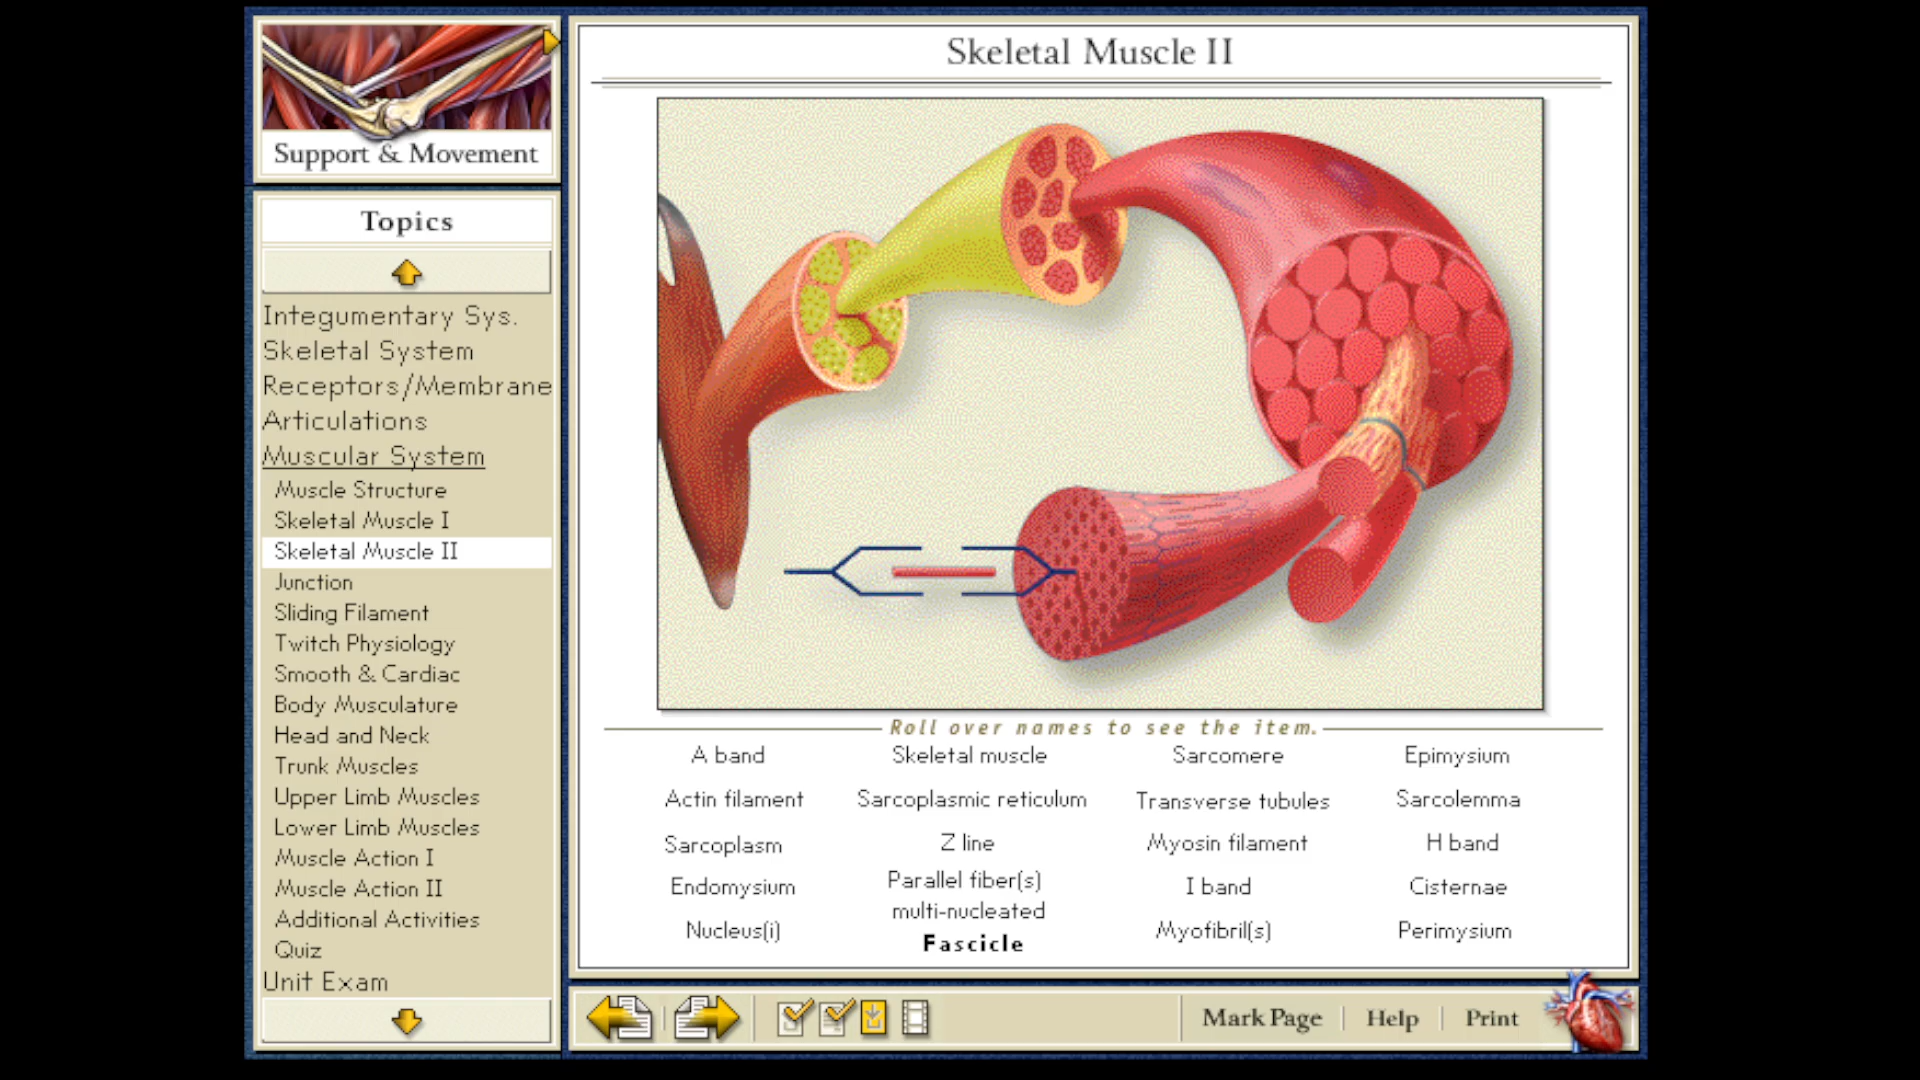 Support & Movement
Topics
Integumentary Sys.
Skeletal System
Receptors/Membrane
Articulations
Muscular System
Muscle Structure
Skeletal Muscle I
Skeletal Muscle II
Junction
Sliding Filament
Twitch Physiology
Smooth & Cardiac
Body Musculature
Head and Neck
Trunk Muscles
Upper Limb Muscles
Lower Limb Muscles
Muscle Action I
Muscle Action II
Additional Activities
Quiz
Unit Exam
Skeletal Muscle II
Roll over names to see the item.
A band Skeletal muscle Sarcomere Epimysium
Actin filament Sarcoplasmic reticulum Transverse tubules Sarcolemma
Sarcoplasm Z line Myosin filament H band
Endomysium Parallel fiber(s) I band Cisternae
multi-nucleated
Nucleus(i) Fascicle Myofibril(s) Perimysium
Mark Page Help Print